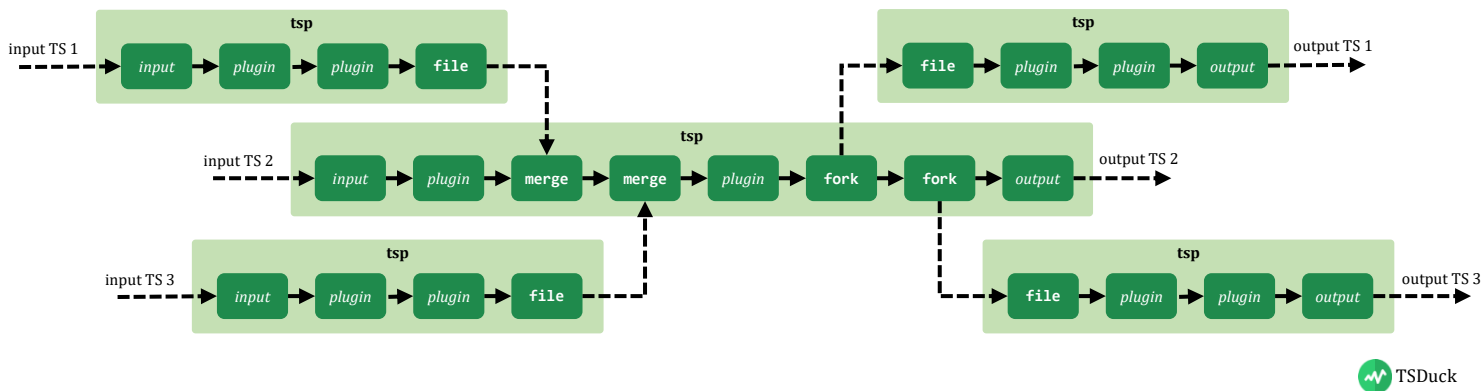 tsp
input TS 1
input
plugin
plugin
file
tsp
file
plugin
plugin
output
output TS 1
tsp
input TS 2
input
plugin
merge
merge
plugin
fork
fork
output
output TS 2
tsp
input TS 3
input
plugin
plugin
file
tsp
file
plugin
plugin
output
output TS 3
TSDuck